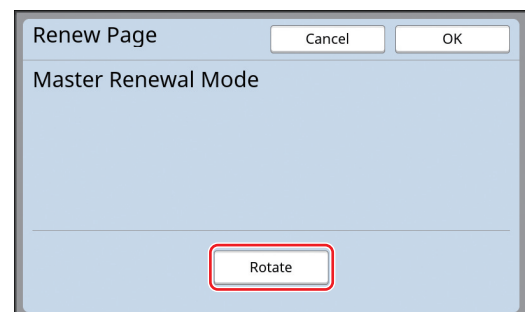 Renew Page
Cancel
OK
Master Renewal Mode
Rotate